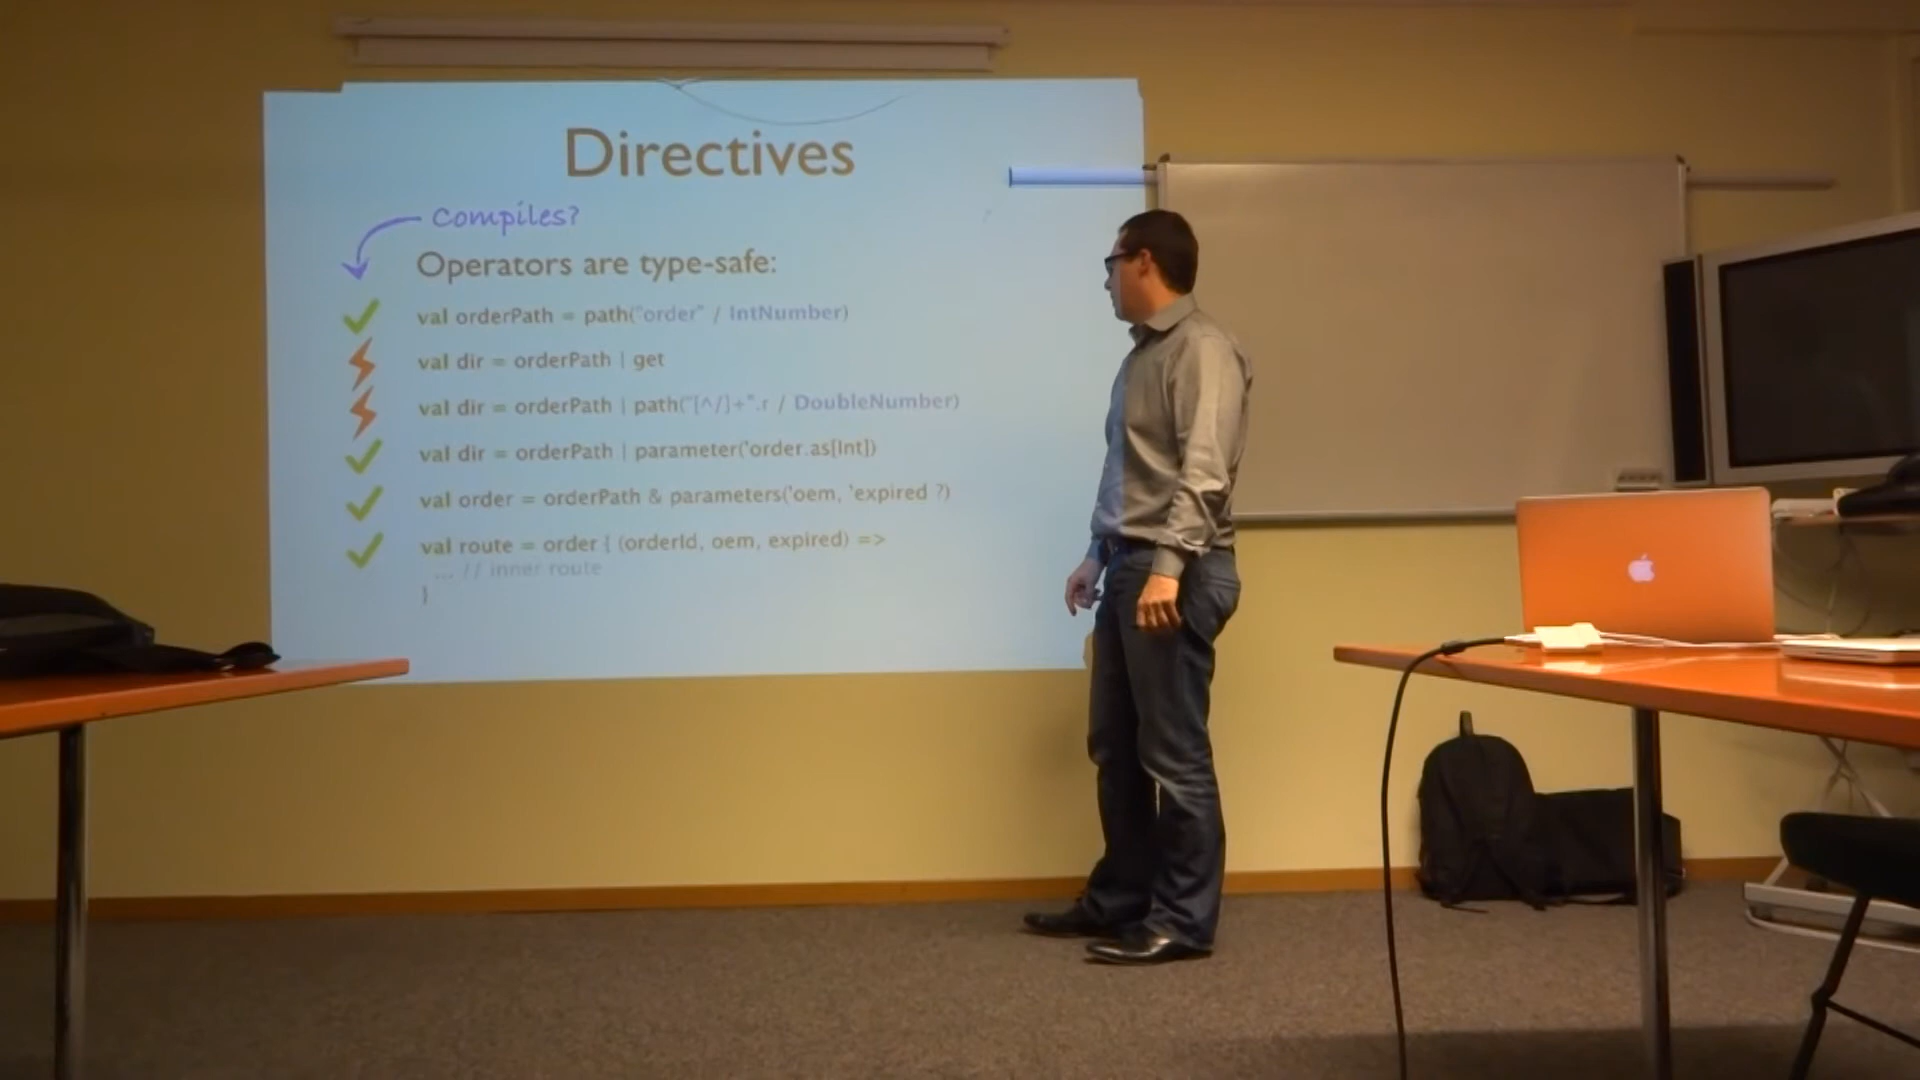 Directives
Compiles?
Operators are type-safe:
val orderPath = path("order" / IntNumber)
val dir = orderPath | get
val dir = orderPath | path("[^/]+".r / DoubleNumber)
val dir = orderPath | parameter('order.as[Int])
val order = orderPath & parameters('oem, 'expired ?)
val route = order { (orderId, oem, expired) =>
... // inner route
}